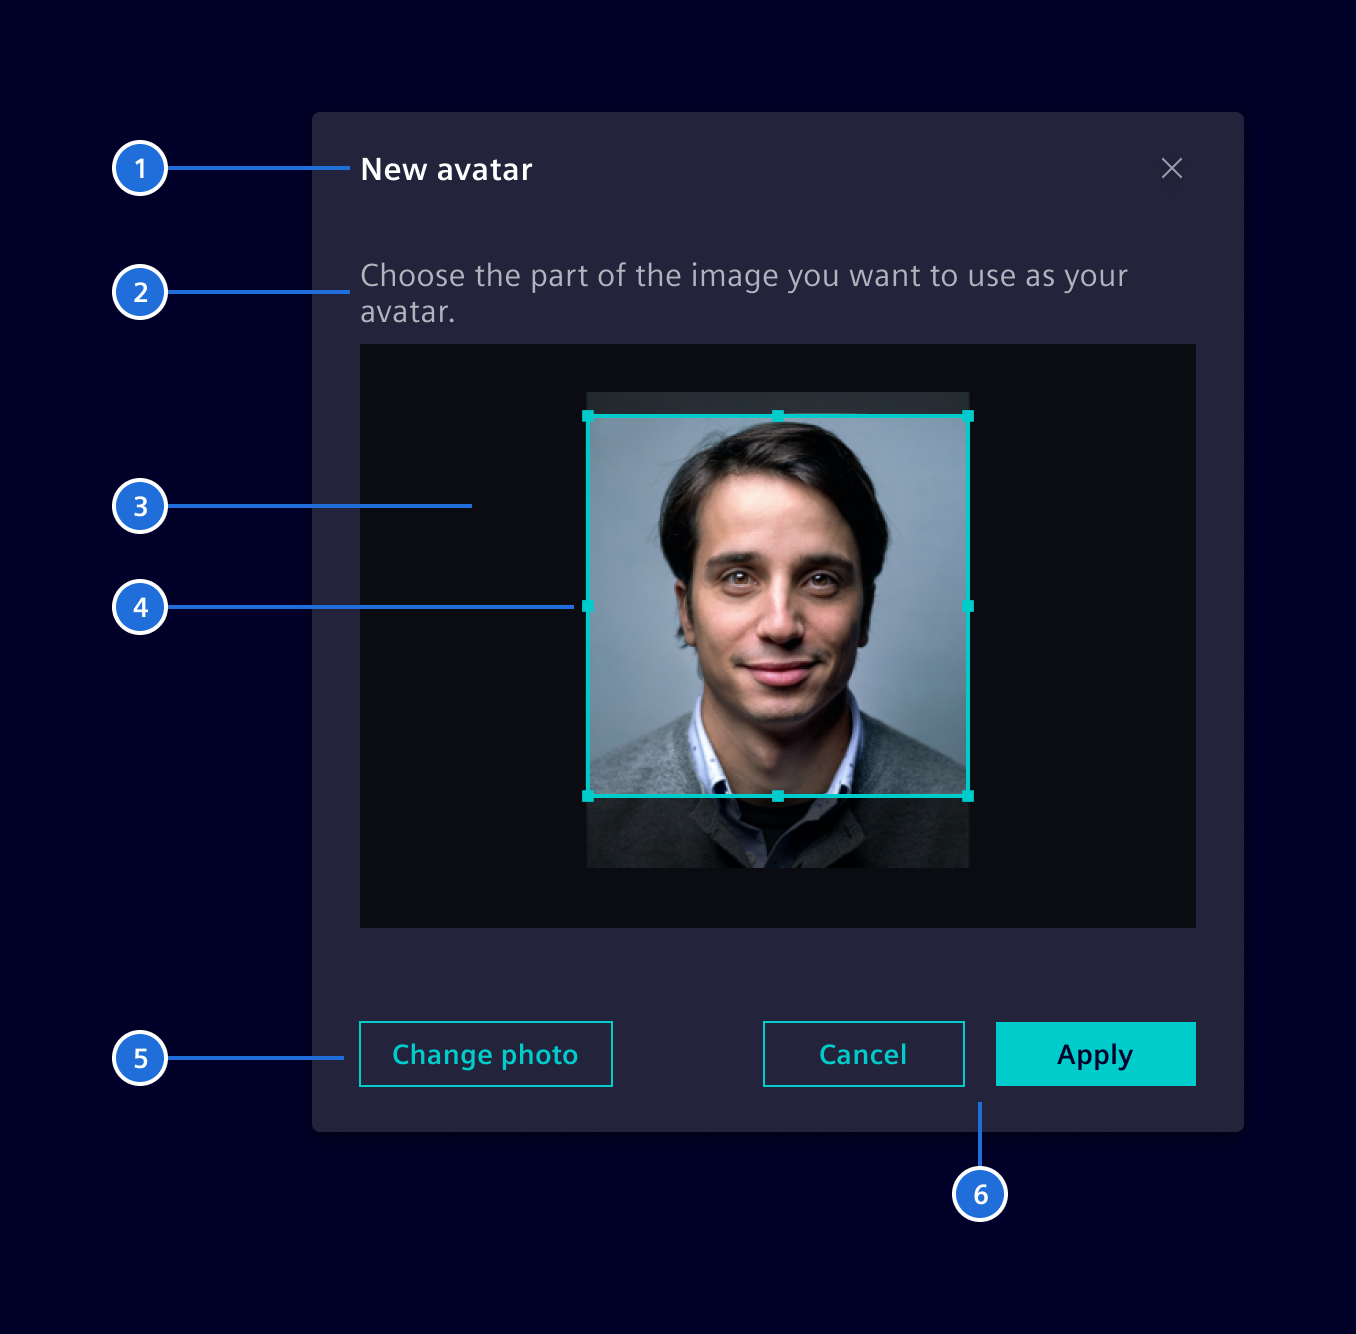 1
New avatar
2
Choose the part of the image you want to use as your
avatar.
3
4
5
Change photo
Cancel
Apply
6